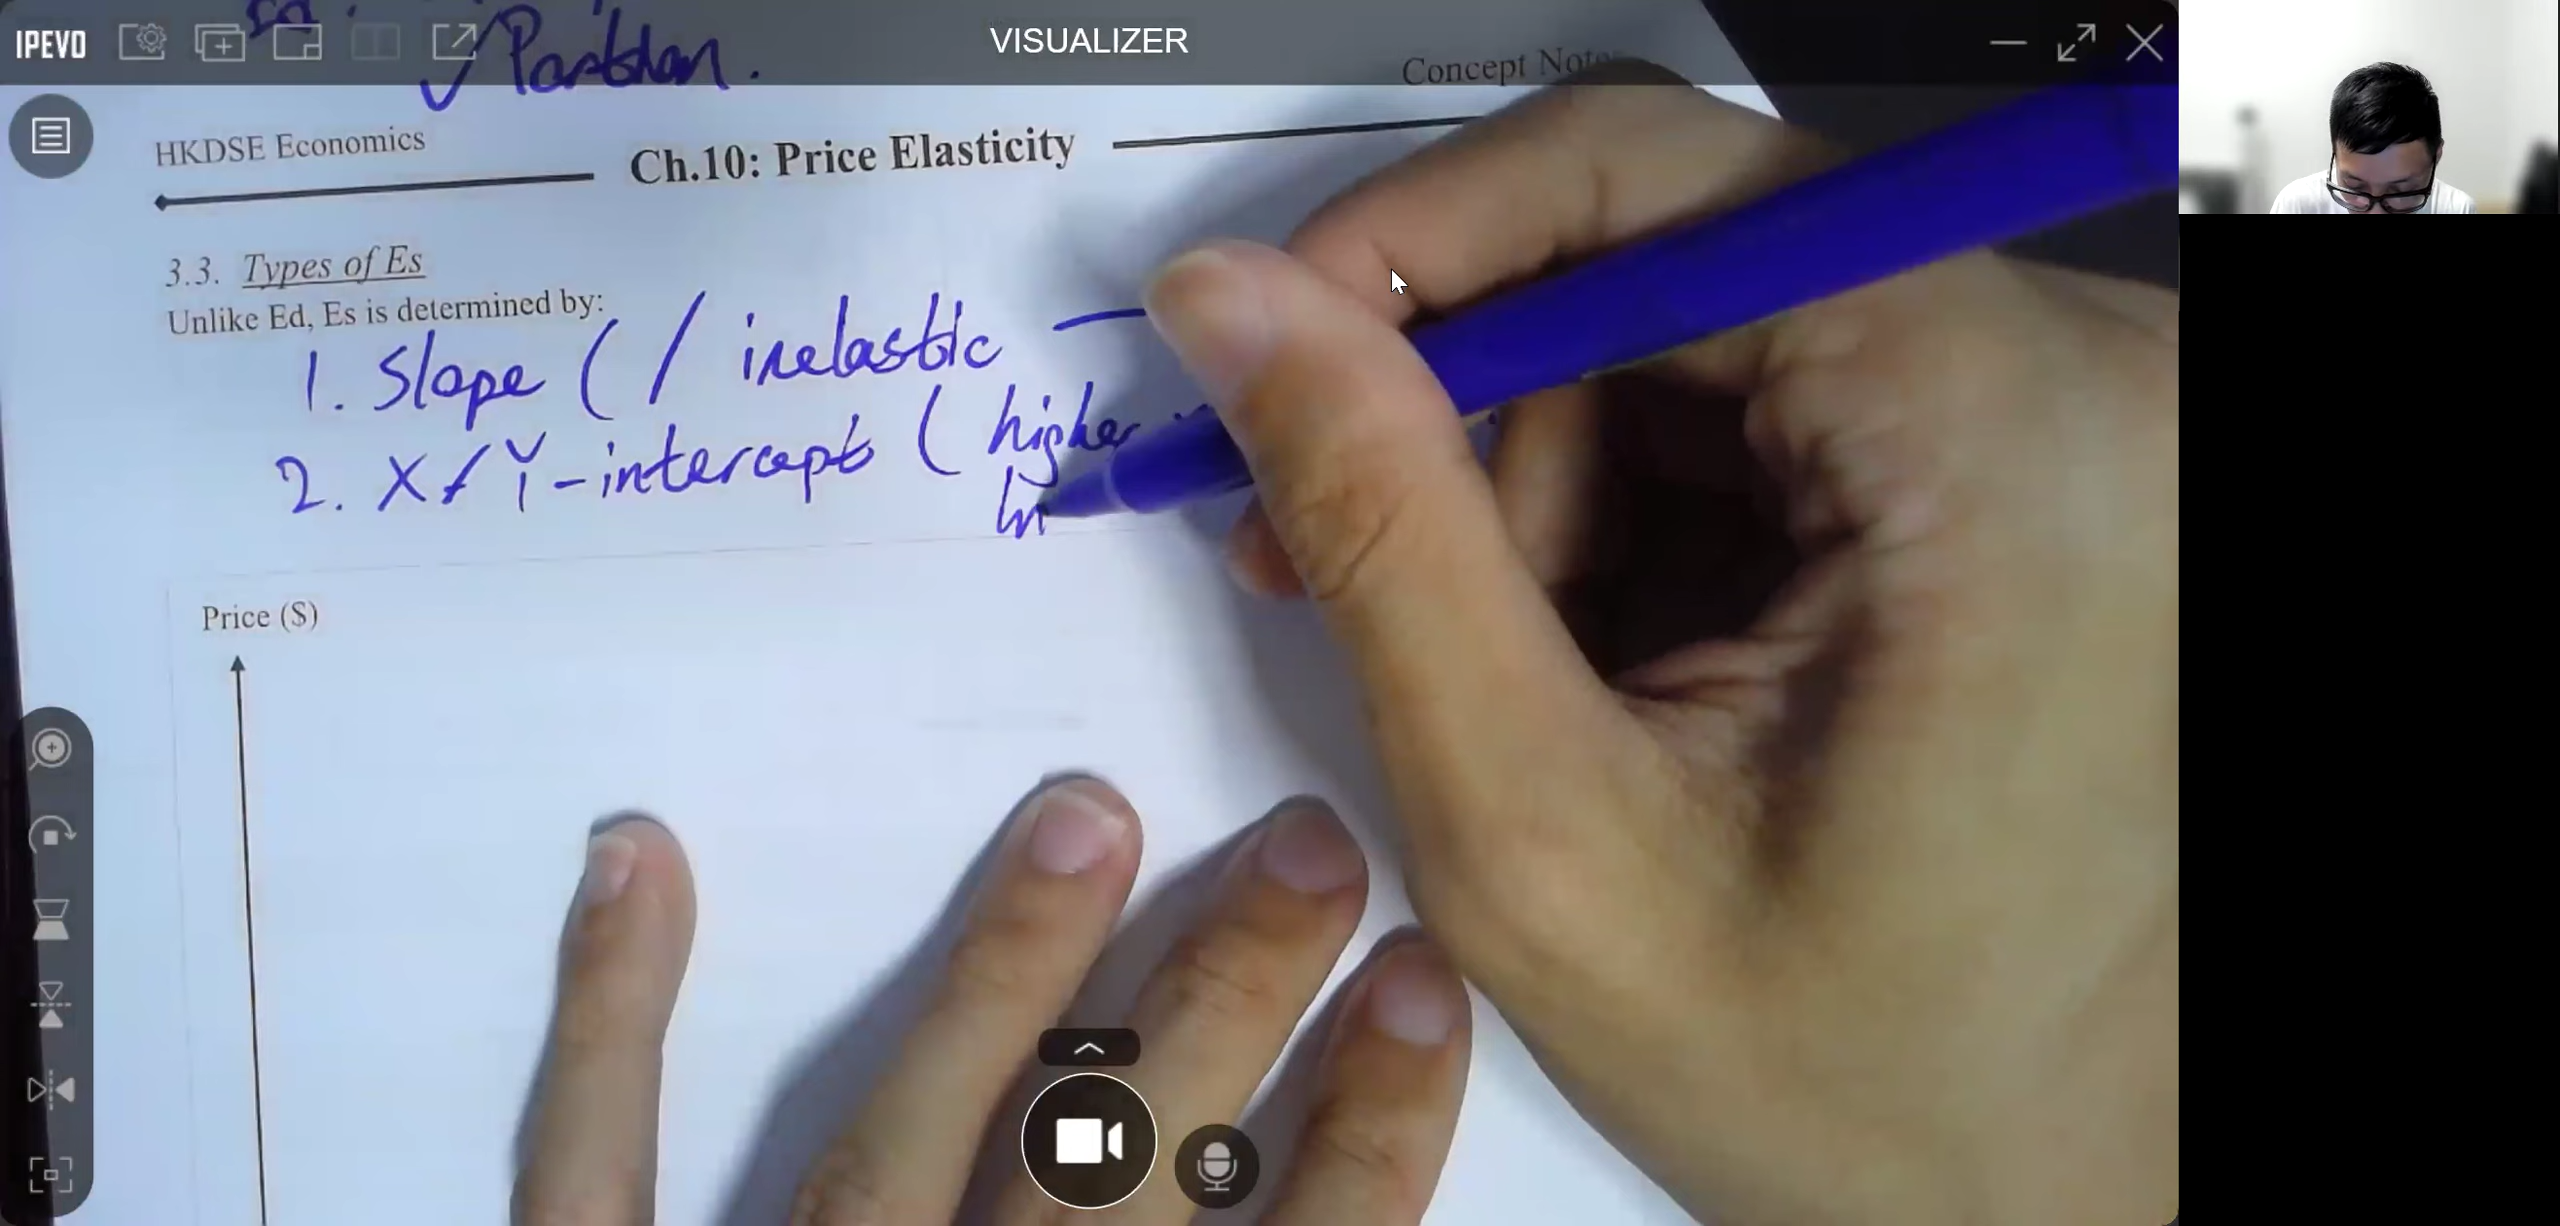 IPEVO
VISUALIZER
Concept Notes
HKDSE Economics
Ch.10: Price Elasticity
3.3. Types of Es
Unlike Ed, Es is determined by:
1. Slope ( / inelastic —
2. X / Y-intercept ( higher
Price ($)